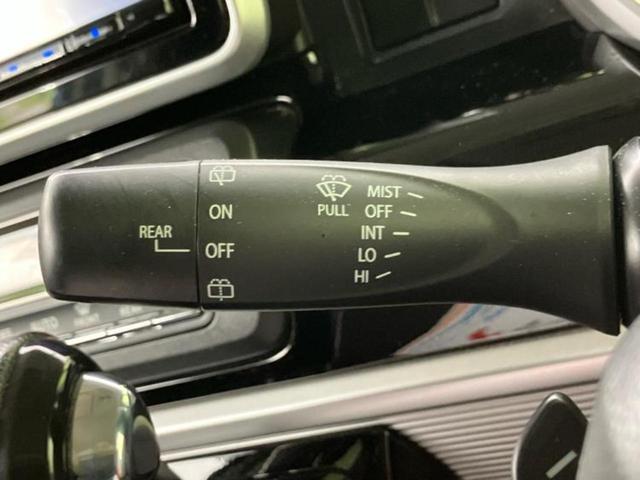 REAR
ON
OFF
PULL
MIST
OFF
INT
LO
HI